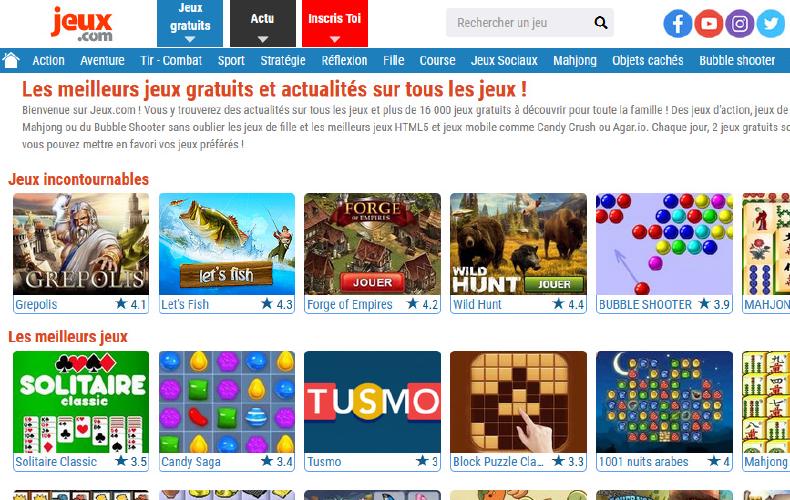 jeux
.com
Jeux
gratuits
Actu
Inscris Toi
Rechercher un jeu
Action Aventure Tir - Combat Sport Stratégie Réflexion Fille Course Jeux Sociaux Mahjong Objets cachés Bubble shooter
Les meilleurs jeux gratuits et actualités sur tous les jeux !
Bienvenue sur Jeux.com ! Vous y trouverez des actualités sur tous les jeux et plus de 16 000 jeux gratuits à découvrir pour toute la famille ! Des jeux d'action, jeux de
Mahjong ou du Bubble Shooter sans oublier les jeux de fille et les meilleurs jeux HTML5 et jeux mobile comme Candy Crush ou Agar.io. Chaque jour, 2 jeux gratuits so
vous pouvez mettre en favori vos jeux préférés !
Jeux incontournables
GREPOLIS
let's fish
FORGE
OF EMPIRES
JOUER
WILD
HUNT
JOUER
Grepolis 4.1
Let's Fish 4.3
Forge of Empires 4.2
Wild Hunt 4.4
BUBBLE SHOOTER 3.9
MAHJON
Les meilleurs jeux
SOLITAIRE
classic
TUSMO
Solitaire Classic 3.5
Candy Saga 3.4
Tusmo 3
Block Puzzle Cla... 3.3
1001 nuits arabes 4
Mahjong